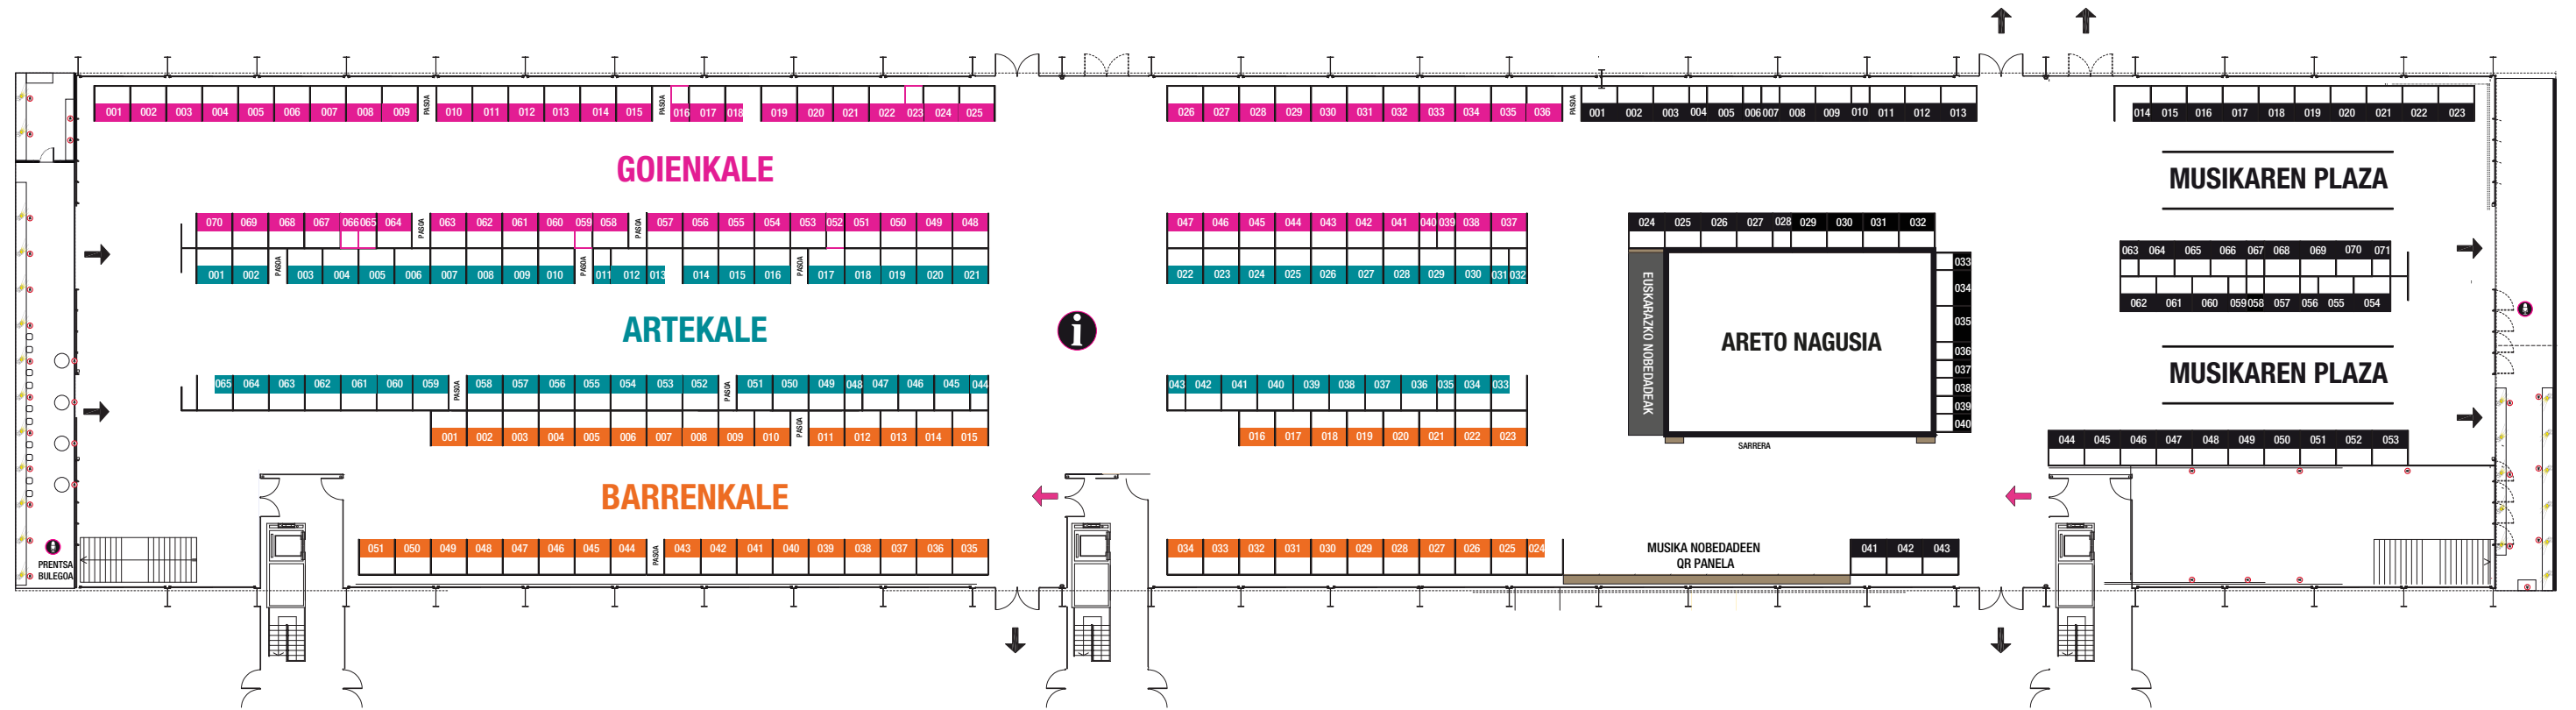 001 002 003 004 005 006 007 008 009 PASOA 010 011 012 013 014 015 PASOA 016 017 018 019 020 021 022 023 024 025
026 027 028 029 030 031 032 033 034 035 036 PASOA 001 002 003 004 005 006 007 008 009 010 011 012 013
014 015 016 017 018 019 020 021 022 023
GOIENKALE
MUSIKAREN PLAZA
070 069 068 067 066 065 064 PASOA 063 062 061 060 059 058 PASOA 057 056 055 054 053 052 051 050 049 048
047 046 045 044 043 042 041 040 039 038 037
024 025 026 027 028 029 030 031 032
001 002 PASOA 003 004 005 006 007 008 009 010 PASOA 011 012 013 014 015 016 PASOA 017 018 019 020 021
022 023 024 025 026 027 028 029 030 031 032
EUSKARAZKO NOBEDADEAK
ARETO NAGUSIA
SARRERA
033
034
035
036
037
038
039
040
063 064 065 066 067 068 069 070 071
062 061 060 059 058 057 056 055 054
ARTEKALE
i
MUSIKAREN PLAZA
065 064 063 062 061 060 059 PASOA 058 057 056 055 054 053 052 PASOA 051 050 049 048 047 046 045 044
043 042 041 040 039 038 037 036 035 034 033
001 002 003 004 005 006 007 008 009 010 PASOA 011 012 013 014 015
016 017 018 019 020 021 022 023
044 045 046 047 048 049 050 051 052 053
BARRENKALE
PRENTSA
BULEGOA
051 050 049 048 047 046 045 044 PASOA 043 042 041 040 039 038 037 036 035
034 033 032 031 030 029 028 027 026 025 024
MUSIKA NOBEDADEEN
QR PANELA
041 042 043